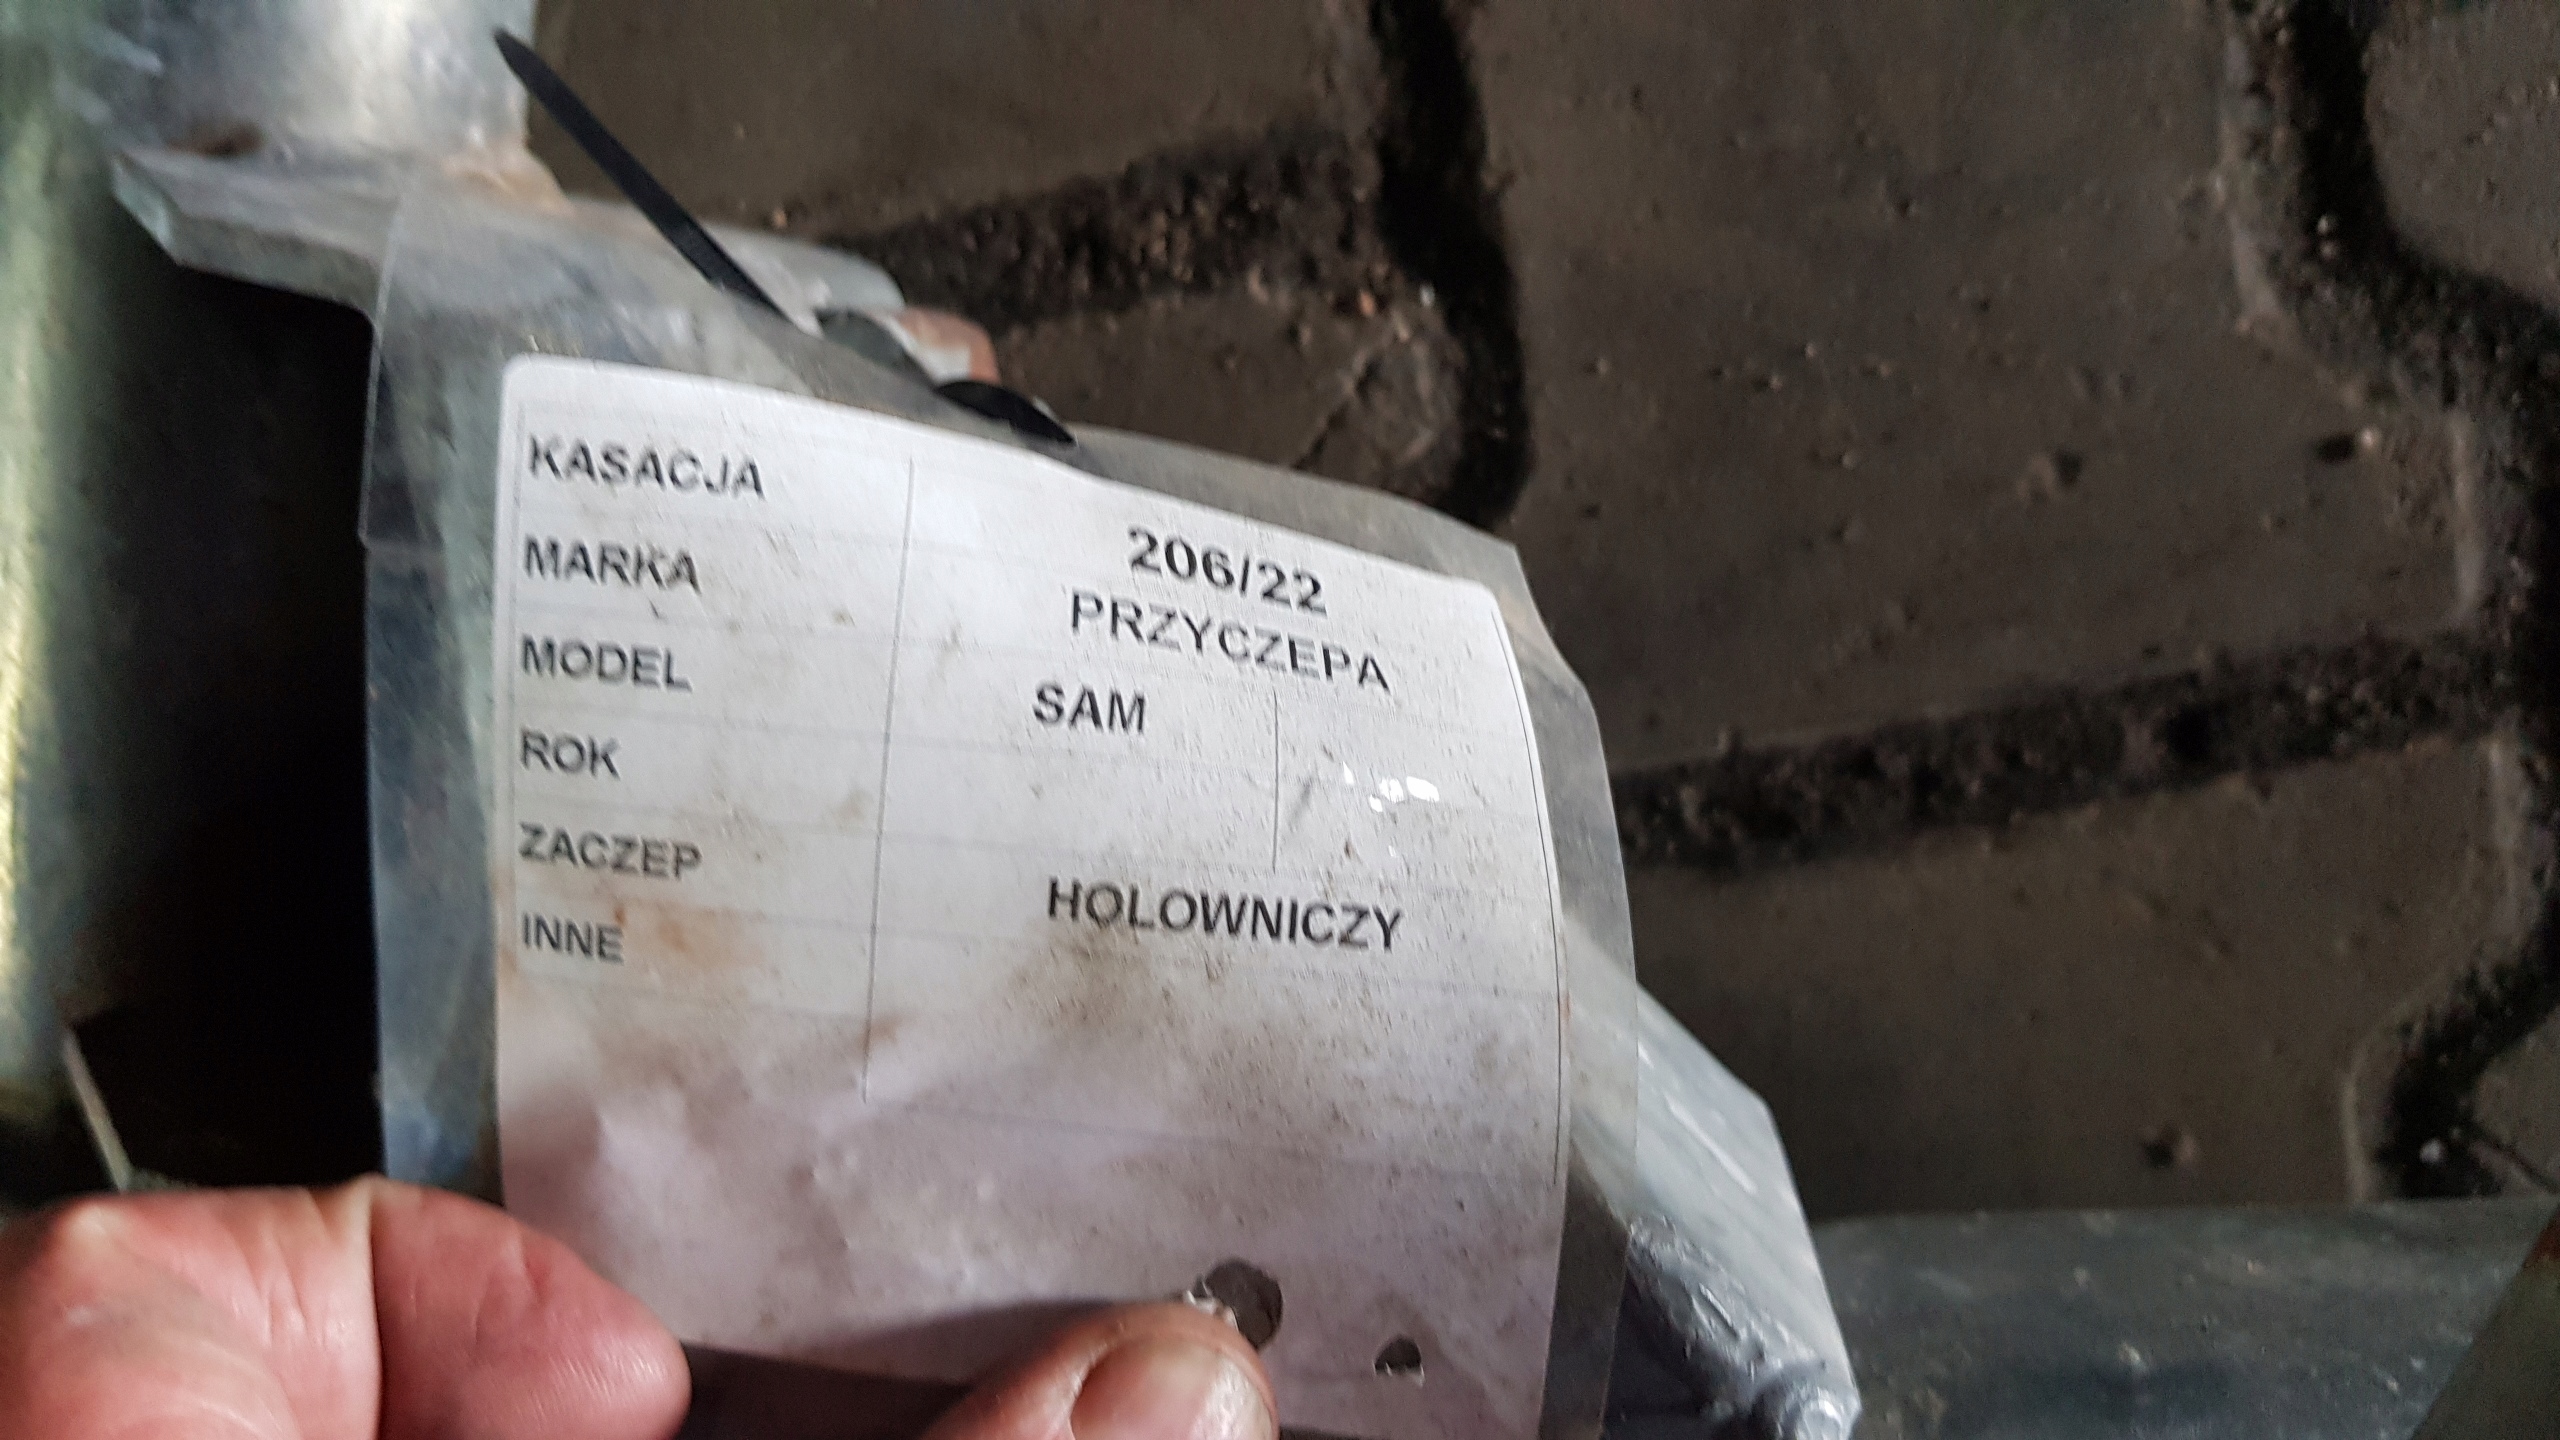 KASACJA 206/22
MARKA PRZYCZEPA
MODEL SAM
ROK
ZACZEP HOLOWNICZY
INNE